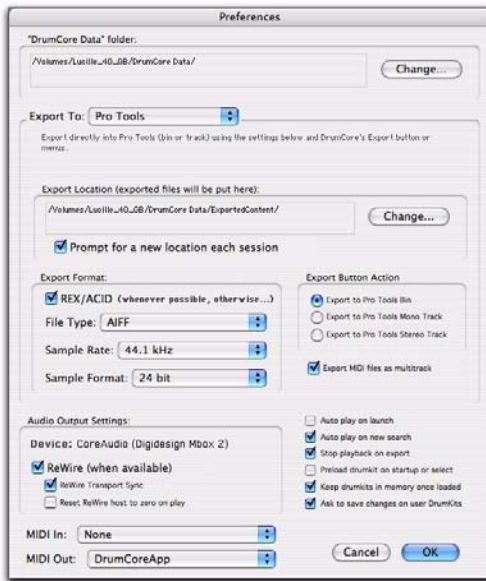 Preferences
"DrumCore Data" folder:
/Volumes/Lucille_40_GB/DrumCore Data/
Change...
Export To: Pro Tools
Export directly into Pro Tools (bin or track) using the settings below and DrumCore's Export button or
menus.
Export Location (exported files will be put here):
/Volumes/Lucille_40_GB/DrumCore Data/ExportedContent/
Change...
Prompt for a new location each session
Export Format:
REX/ACID (whenever possible, otherwise...)
File Type: AIFF
Sample Rate: 44.1 kHz
Sample Format: 24 bit
Export Button Action
Export to Pro Tools Bin
Export to Pro Tools Mono Track
Export to Pro Tools Stereo Track
Export MIDI files as multitrack
Audio Output Settings:
Device: CoreAudio (Digidesign Mbox 2)
ReWire (when available)
ReWire Transport Sync
Reset ReWire host to zero on play
Auto play on launch
Auto play on new search
Stop playback on export
Preload drumkit on startup or select
Keep drumkits in memory once loaded
Ask to save changes on user DrumKits
MIDI In: None
MIDI Out: DrumCoreApp
Cancel
OK